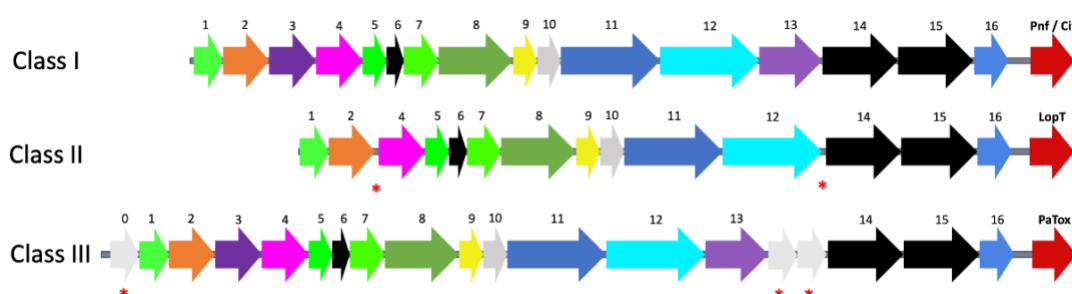 1 2 3 4 5 6 7 8 9 10 11 12 13 14 15 16 Pnf / Cif
Class I
1 2 4 5 6 7 8 9 10 11 12 14 15 16 LopT
Class II
* *
0 1 2 3 4 5 6 7 8 9 10 11 12 13 14 15 16 PaTox
Class III
* * *